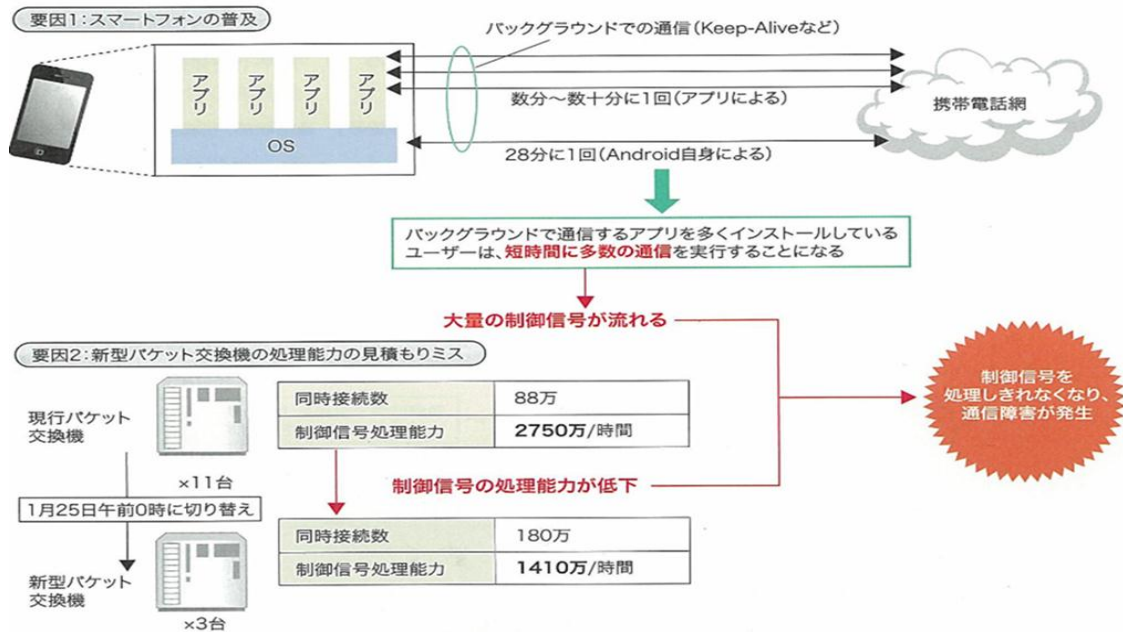 要因1：スマートフォンの普及
バックグラウンドでの通信（Keep-Aliveなど）
アプリ
アプリ
アプリ
アプリ
OS
数分～数十分に1回（アプリによる）
28分に1回（Android自身による）
携帯電話網
バックグラウンドで通信するアプリを多くインストールしている
ユーザーは、短時間に多数の通信を実行することになる
大量の制御信号が流れる
要因2：新型パケット交換機の処理能力の見積もりミス
現行パケット
交換機
×11台
同時接続数 88万
制御信号処理能力 2750万/時間
制御信号の処理能力が低下
1月25日午前0時に切り替え
新型パケット
交換機
×3台
同時接続数 180万
制御信号処理能力 1410万/時間
制御信号を
処理しきれなくなり、
通信障害が発生